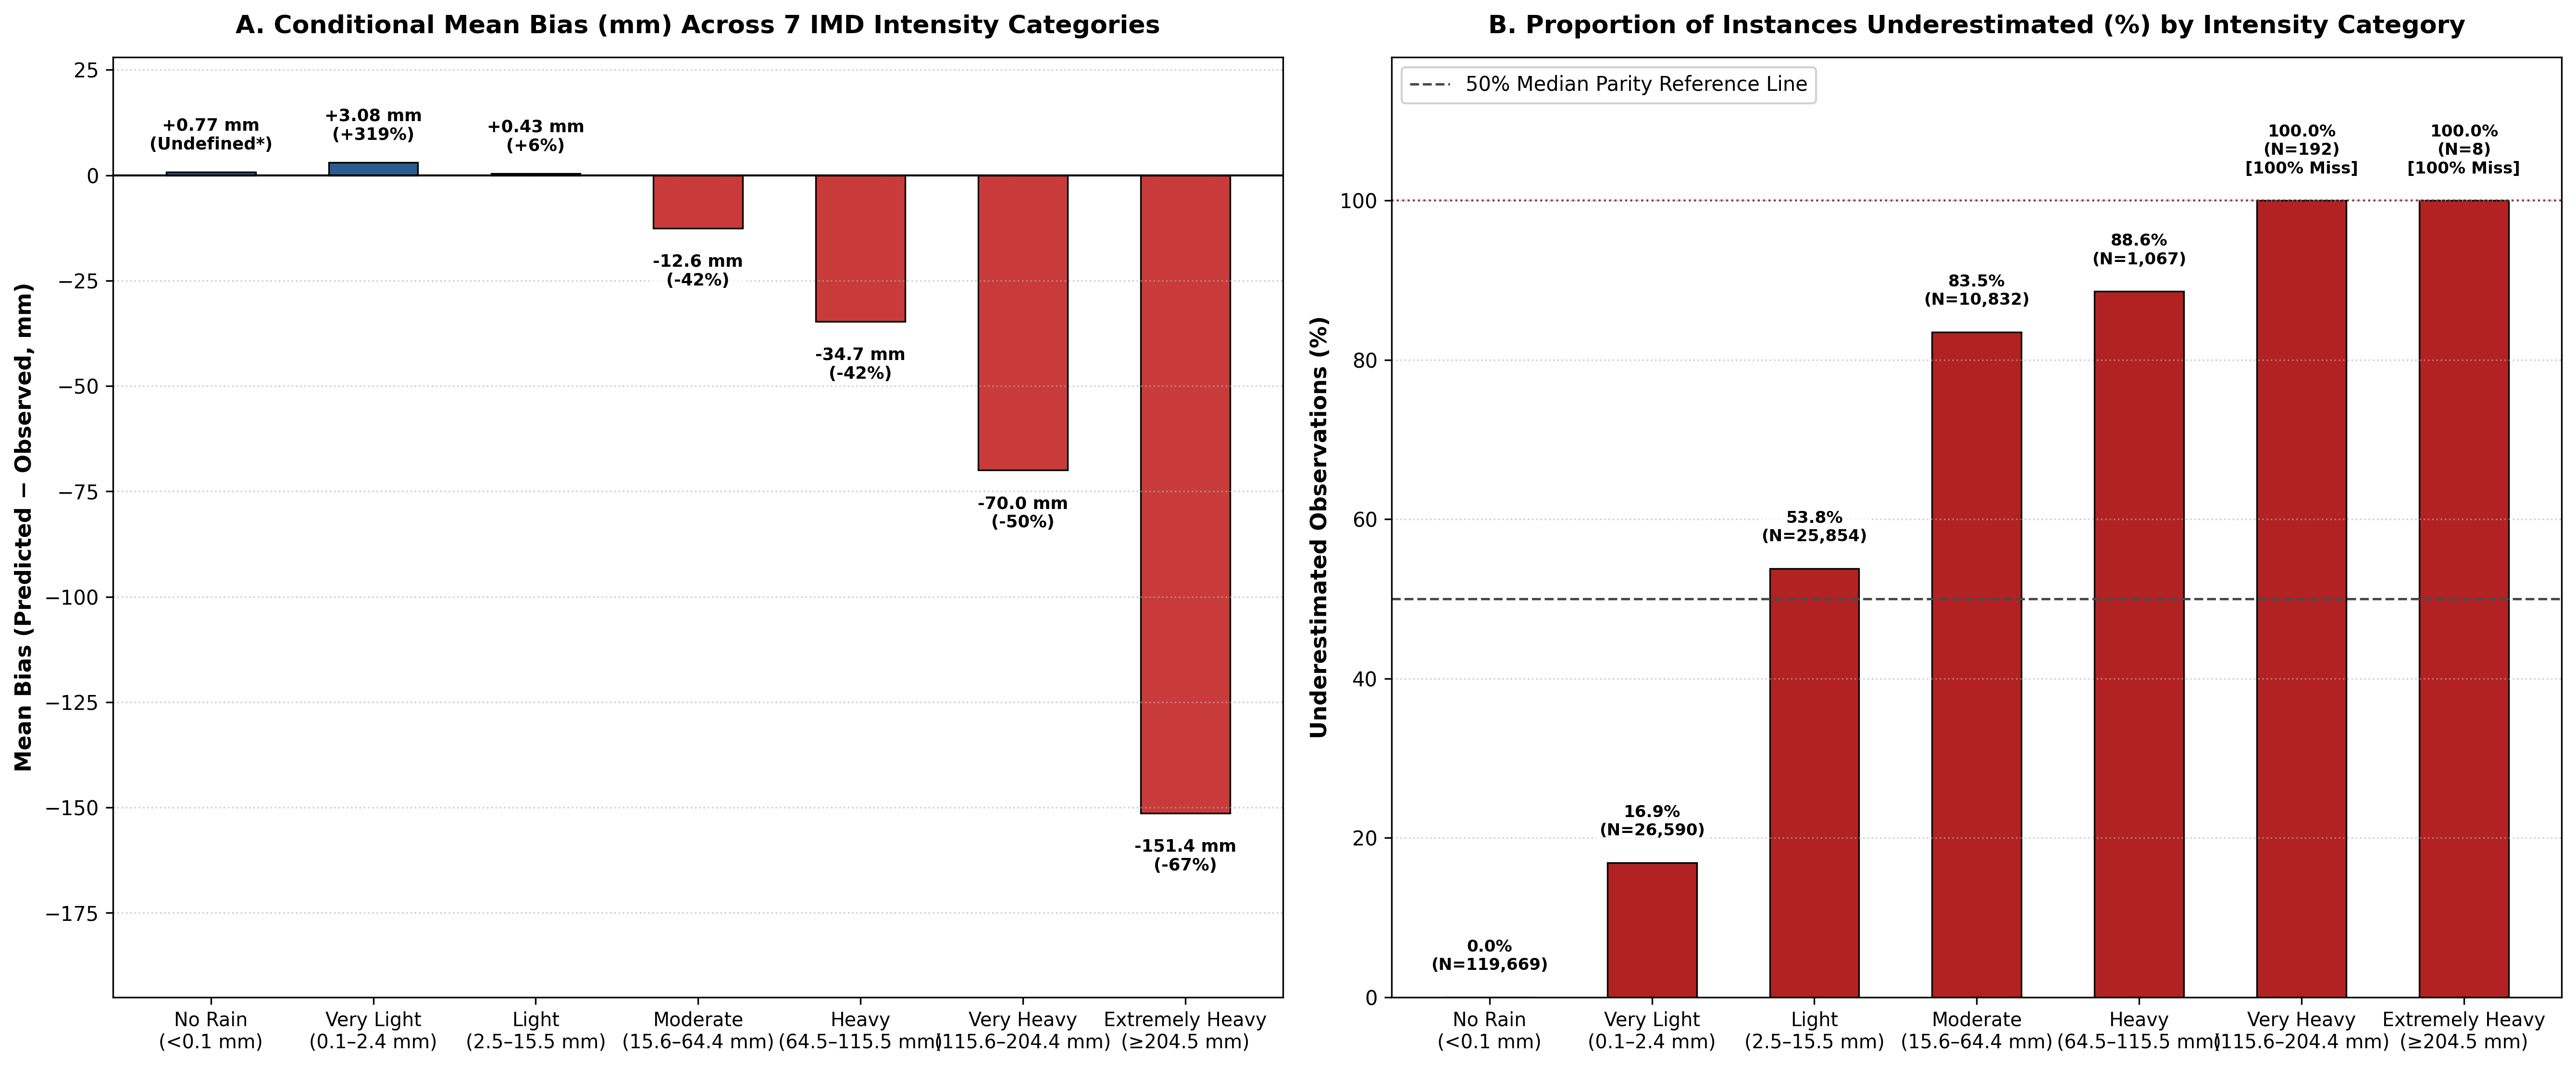 A. Conditional Mean Bias (mm) Across 7 IMD Intensity Categories
Mean Bias (Predicted − Observed, mm)
25
0
−25
−50
−75
−100
−125
−150
−175
+0.77 mm
(Undefined*)
+3.08 mm
(+319%)
+0.43 mm
(+6%)
-12.6 mm
(-42%)
-34.7 mm
(-42%)
-70.0 mm
(-50%)
-151.4 mm
(-67%)
No Rain
(<0.1 mm)
Very Light
(0.1–2.4 mm)
Light
(2.5–15.5 mm)
Moderate
(15.6–64.4 mm)
Heavy
(64.5–115.5 mm)
Very Heavy
(115.6–204.4 mm)
Extremely Heavy
(≥204.5 mm)
B. Proportion of Instances Underestimated (%) by Intensity Category
50% Median Parity Reference Line
Underestimated Observations (%)
100
80
60
40
20
0
0.0%
(N=119,669)
16.9%
(N=26,590)
53.8%
(N=25,854)
83.5%
(N=10,832)
88.6%
(N=1,067)
100.0%
(N=192)
[100% Miss]
100.0%
(N=8)
[100% Miss]
No Rain
(<0.1 mm)
Very Light
(0.1–2.4 mm)
Light
(2.5–15.5 mm)
Moderate
(15.6–64.4 mm)
Heavy
(64.5–115.5 mm)
Very Heavy
(115.6–204.4 mm)
Extremely Heavy
(≥204.5 mm)